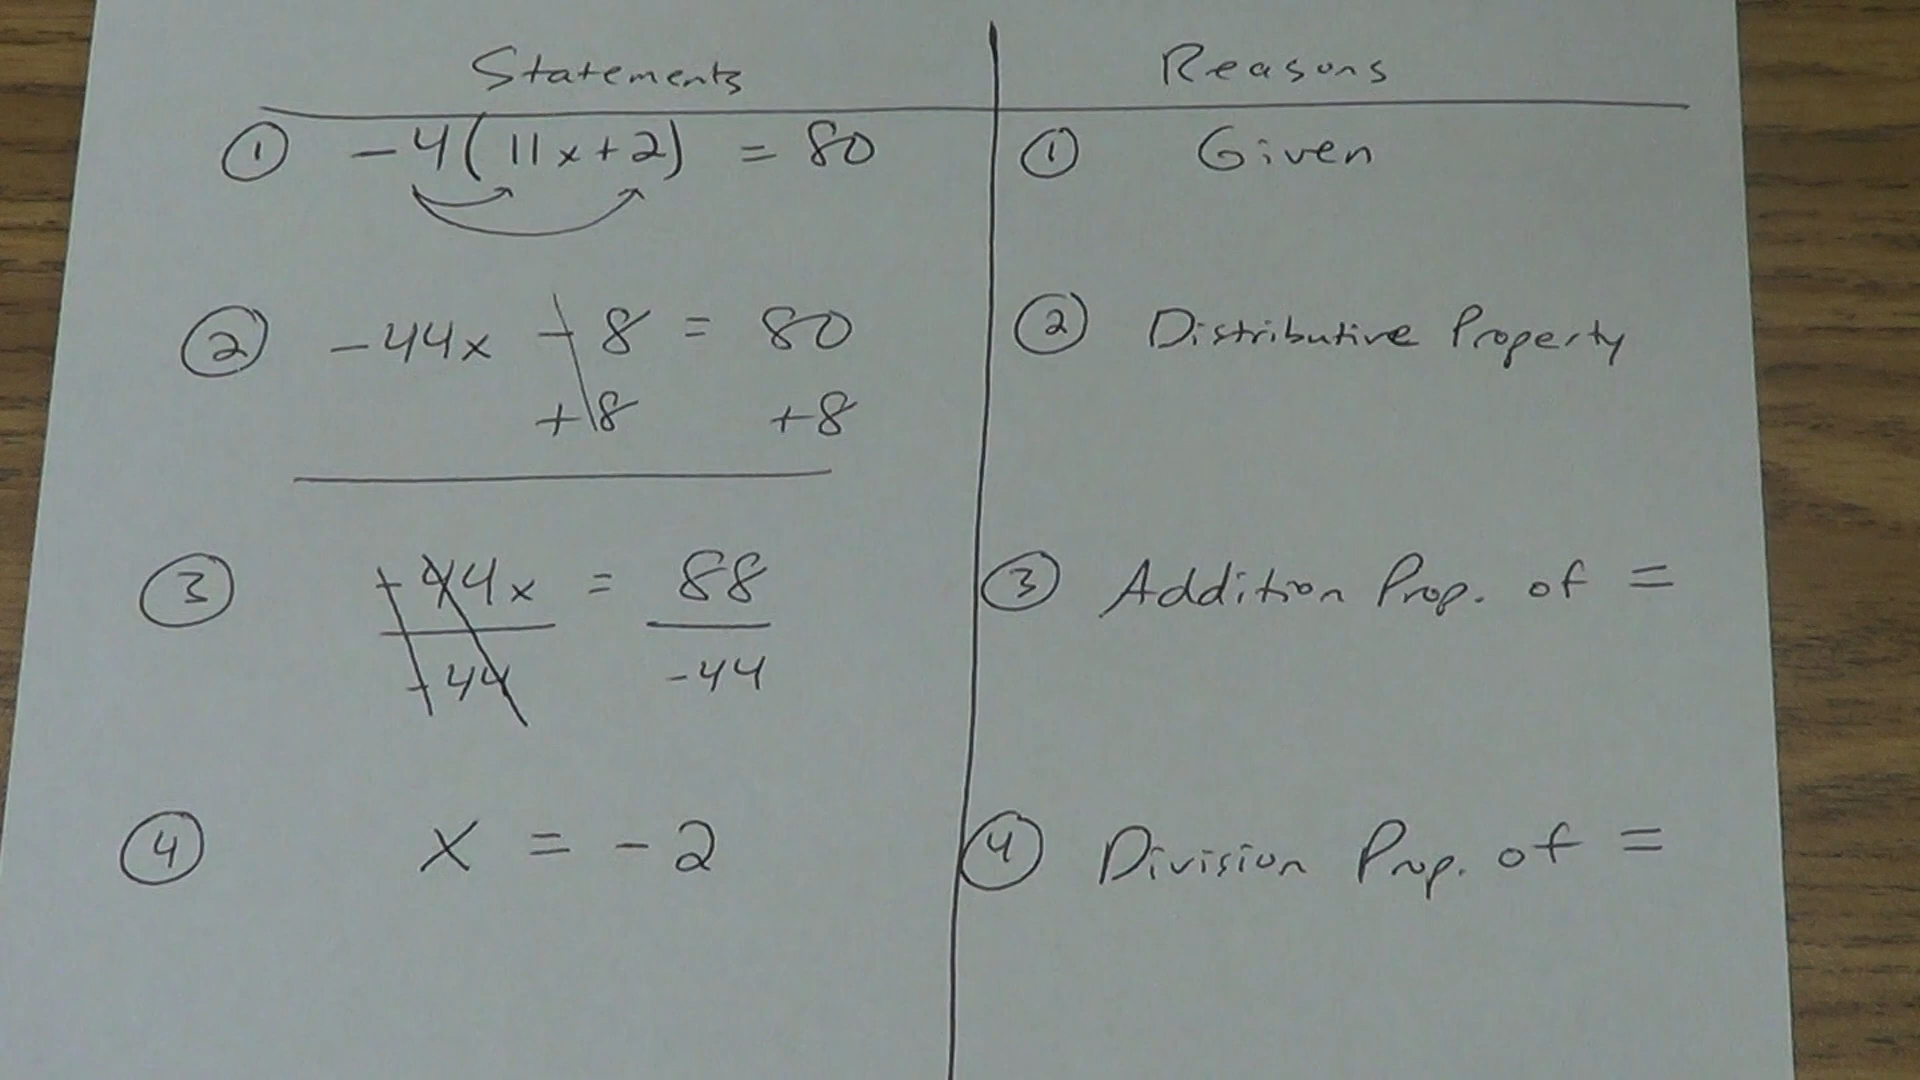 Statements Reasons
① -4(11x+2) = 80 ① Given
② -44x - 8 = 80 ② Distributive Property
+8 +8
③ -44x = 88 ③ Addition Prop. of =
-44 -44
④ x = -2 ④ Division Prop. of =